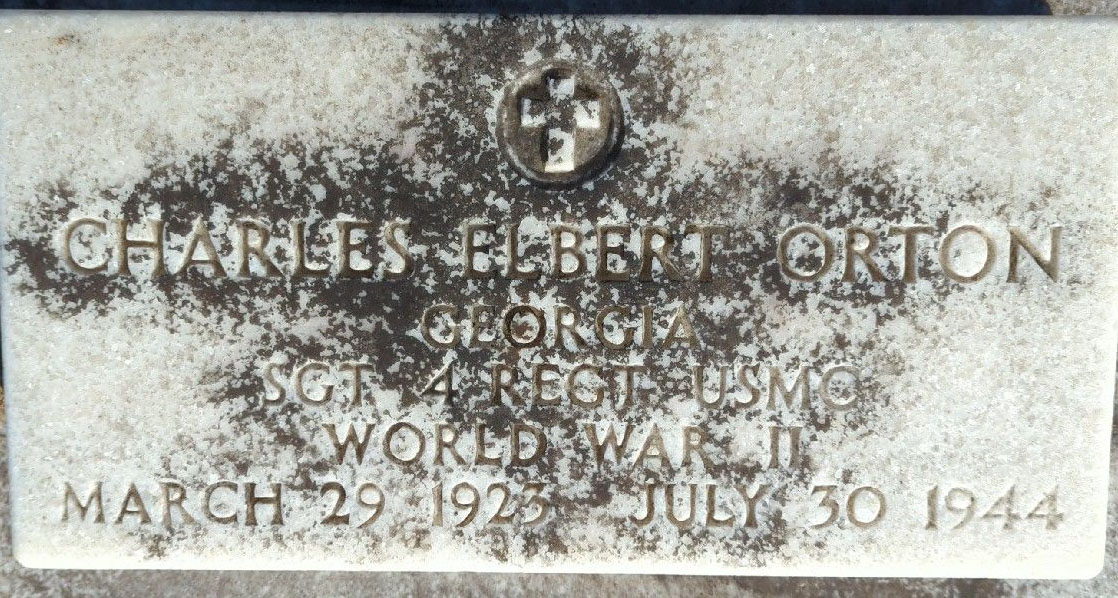 CHARLES ELBERT ORTON
GEORGIA
SGT 4 REGT USMC
WORLD WAR II
MARCH 29 1923 JULY 30 1944